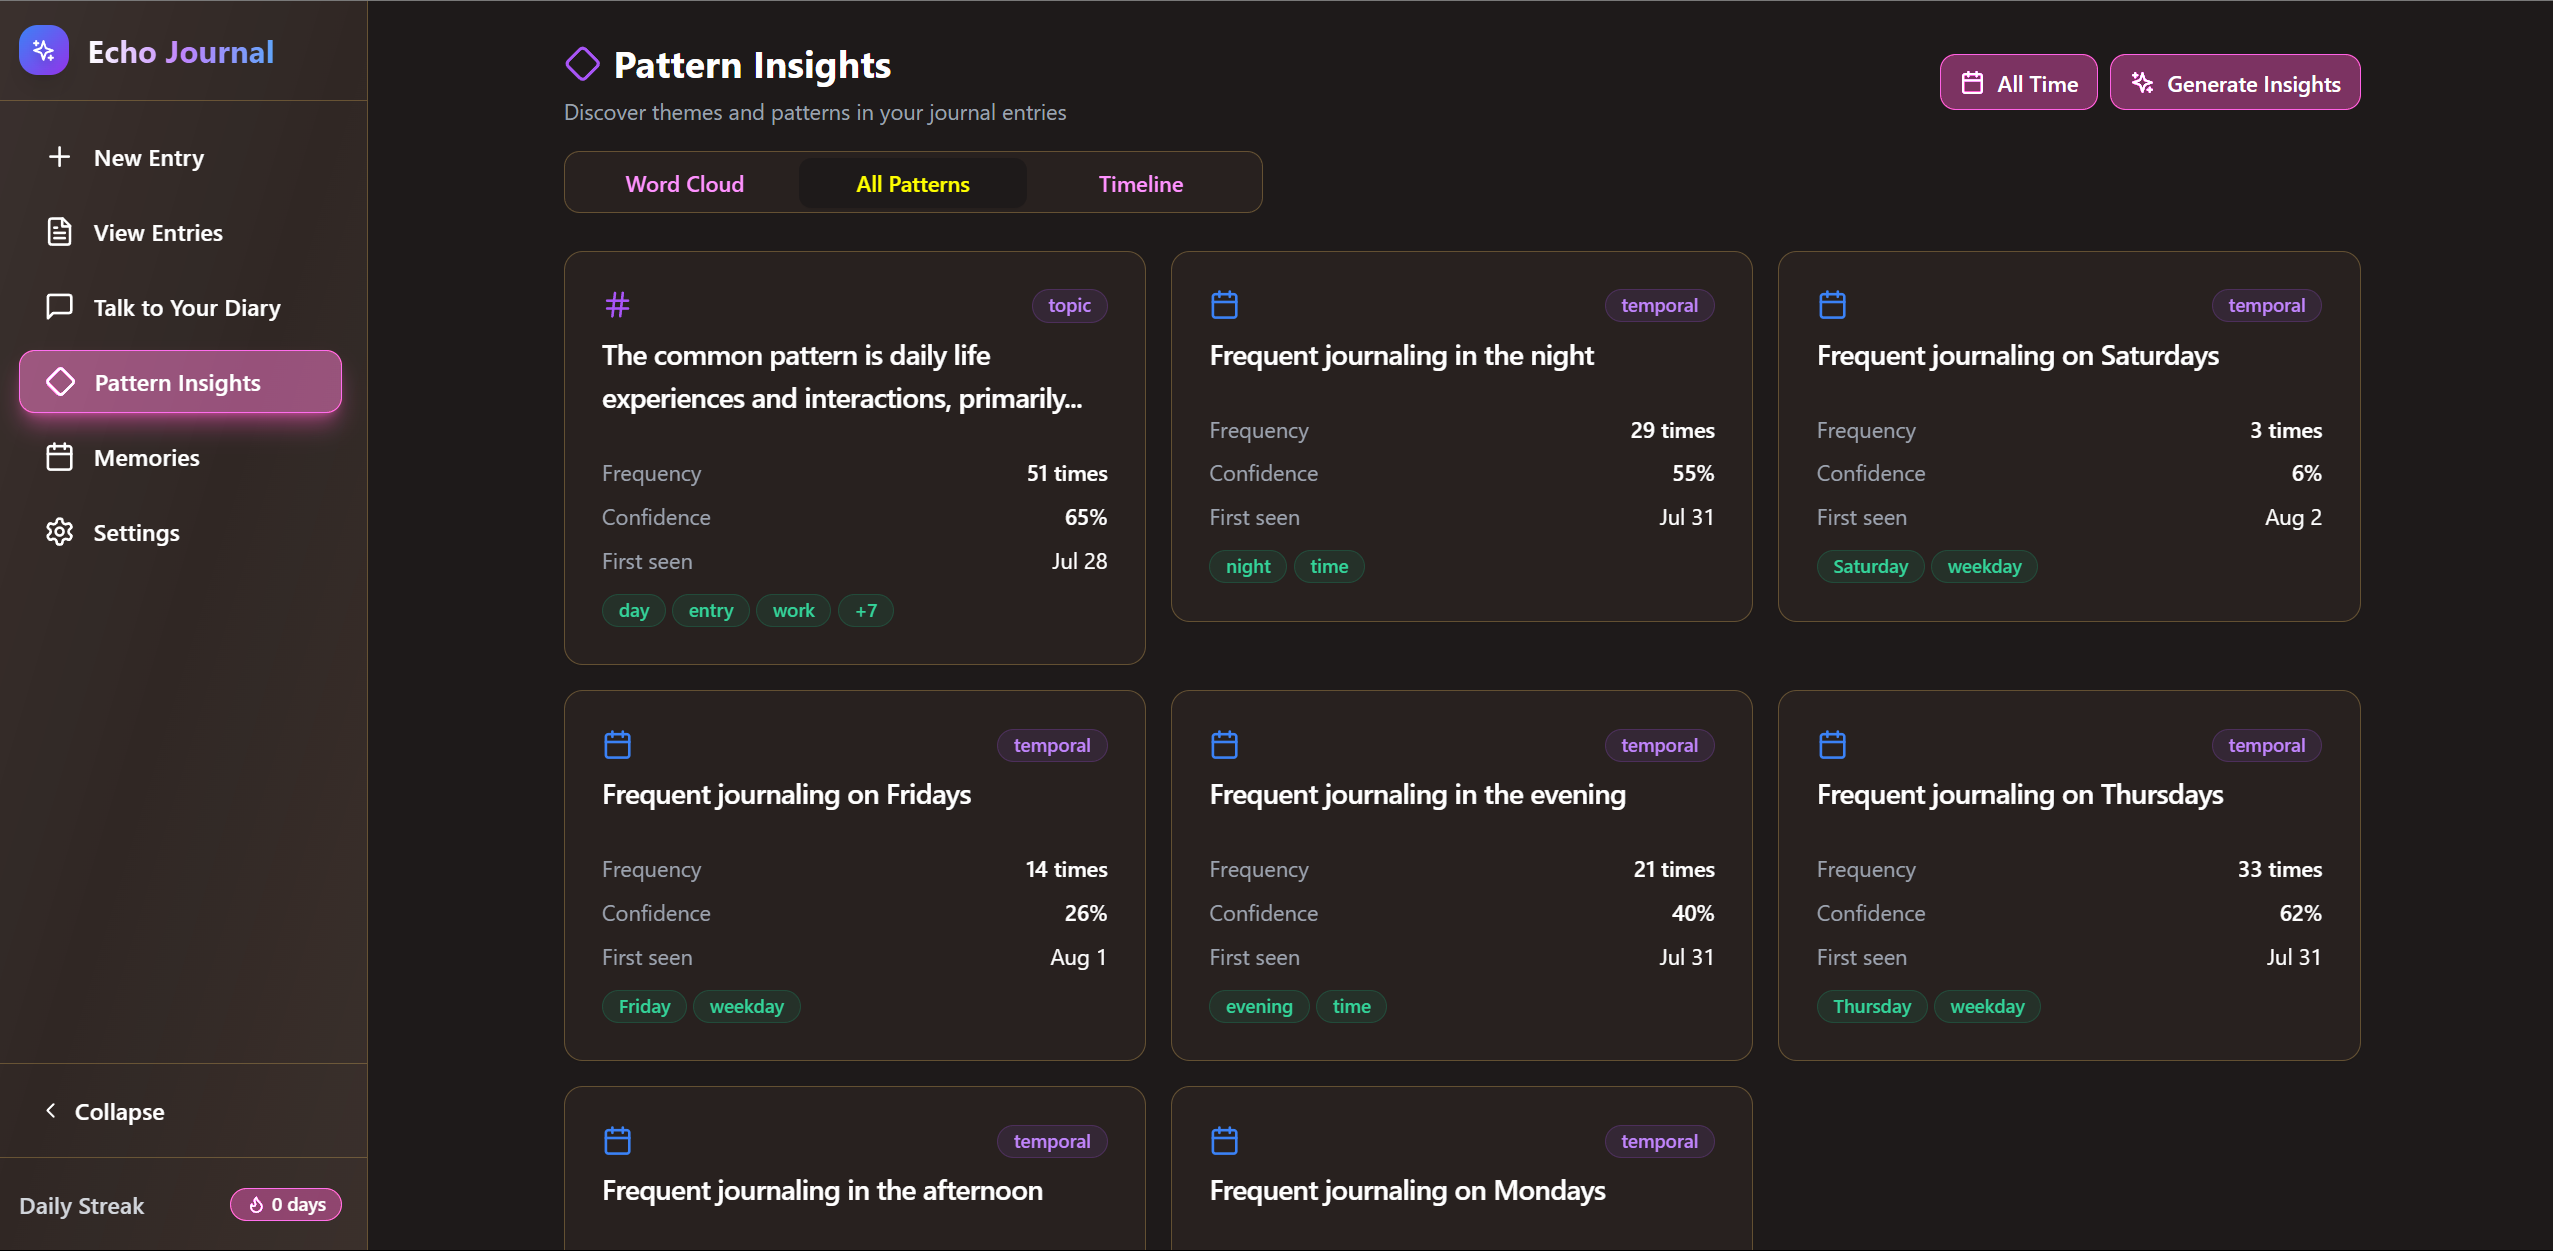 Echo Journal
New Entry
View Entries
Talk to Your Diary
Pattern Insights
Memories
Settings
Collapse
Daily Streak
0 days
Pattern Insights
Discover themes and patterns in your journal entries
All Time
Generate Insights
Word Cloud
All Patterns
Timeline
topic
The common pattern is daily life
experiences and interactions, primarily...
Frequency 51 times
Confidence 65%
First seen Jul 28
day entry work +7
temporal
Frequent journaling in the night
Frequency 29 times
Confidence 55%
First seen Jul 31
night time
temporal
Frequent journaling on Saturdays
Frequency 3 times
Confidence 6%
First seen Aug 2
Saturday weekday
temporal
Frequent journaling on Fridays
Frequency 14 times
Confidence 26%
First seen Aug 1
Friday weekday
temporal
Frequent journaling in the evening
Frequency 21 times
Confidence 40%
First seen Jul 31
evening time
temporal
Frequent journaling on Thursdays
Frequency 33 times
Confidence 62%
First seen Jul 31
Thursday weekday
temporal
Frequent journaling in the afternoon
temporal
Frequent journaling on Mondays